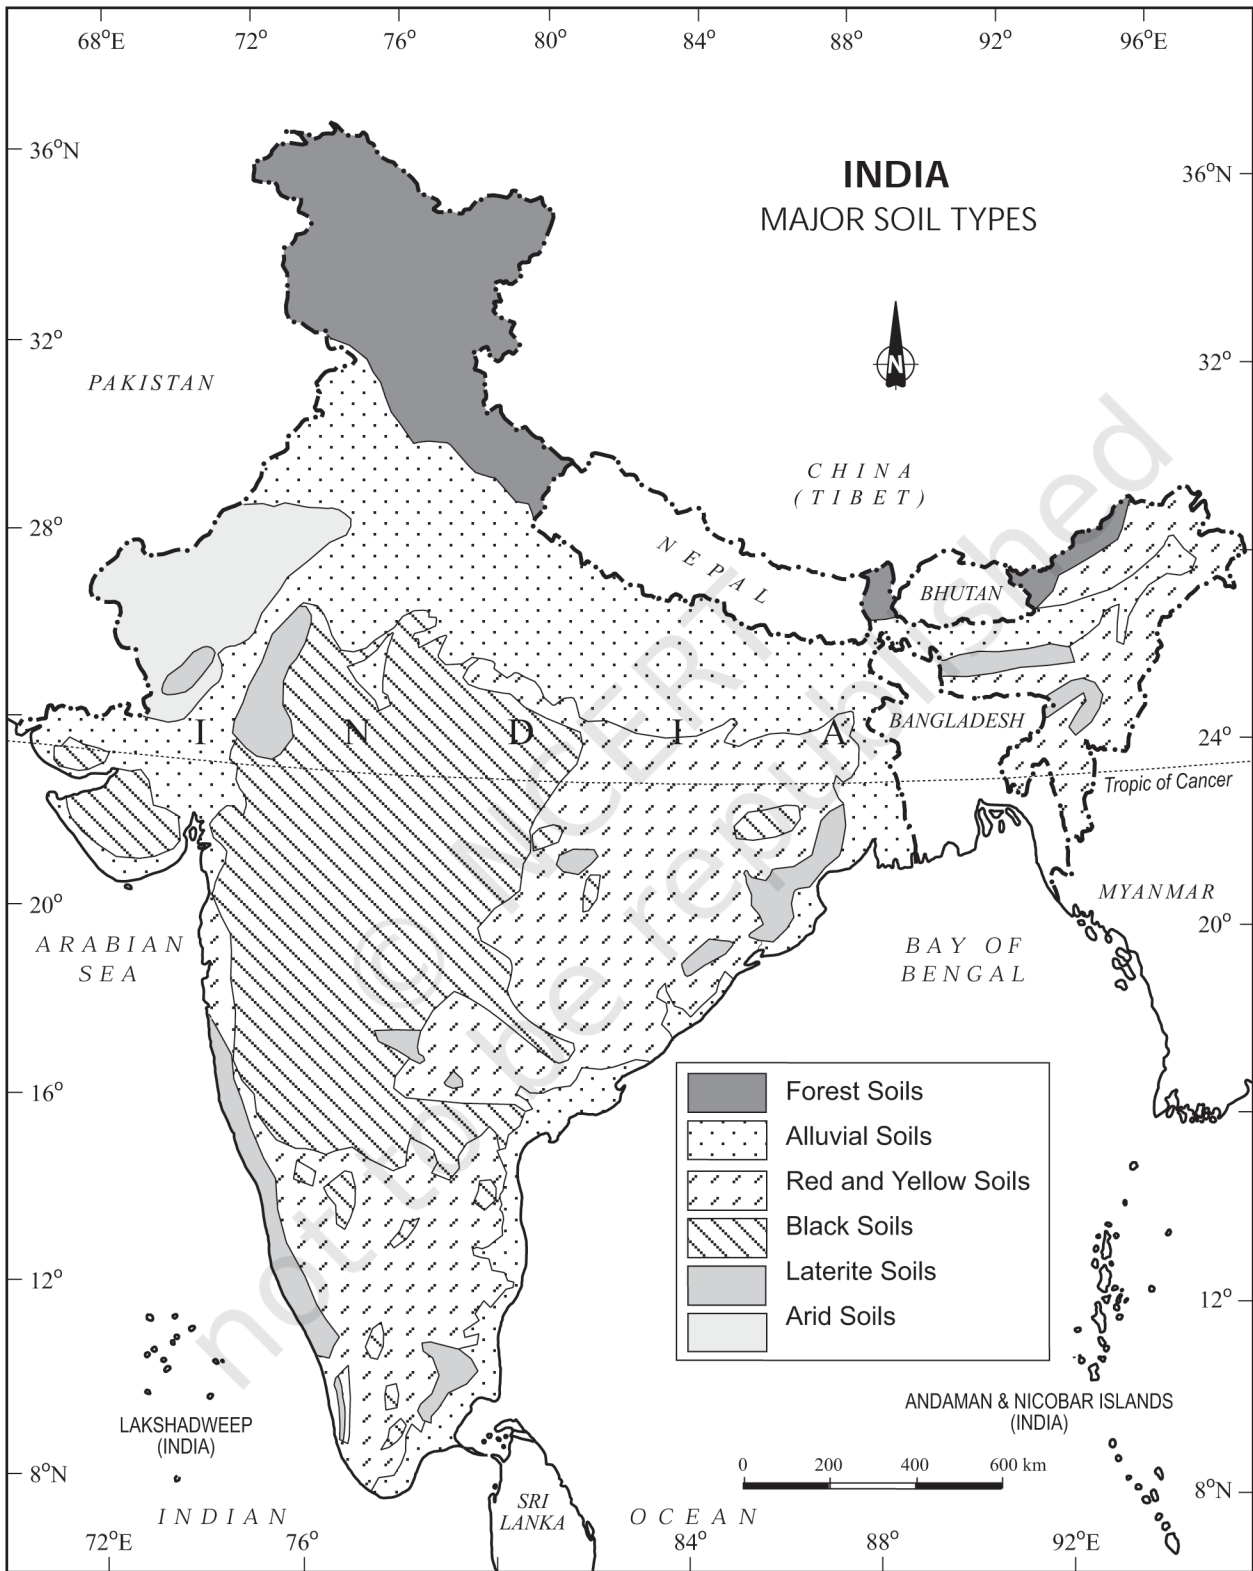 68°E 72° 76° 80° 84° 88° 92° 96°E
36°N
36°N
INDIA
MAJOR SOIL TYPES
N
32°
32°
PAKISTAN
CHINA
(TIBET)
28°
NEPAL
BHUTAN
I N D I A
BANGLADESH
24°
Tropic of Cancer
20°
20°
MYANMAR
ARABIAN
SEA
BAY OF
BENGAL
© NCERT
not to be republished
16°
Forest Soils
Alluvial Soils
Red and Yellow Soils
Black Soils
Laterite Soils
Arid Soils
12°
12°
LAKSHADWEEP
(INDIA)
ANDAMAN & NICOBAR ISLANDS
(INDIA)
0 200 400 600 km
8°N
8°N
SRI
LANKA
INDIAN OCEAN
72°E 76° 84° 88° 92°E